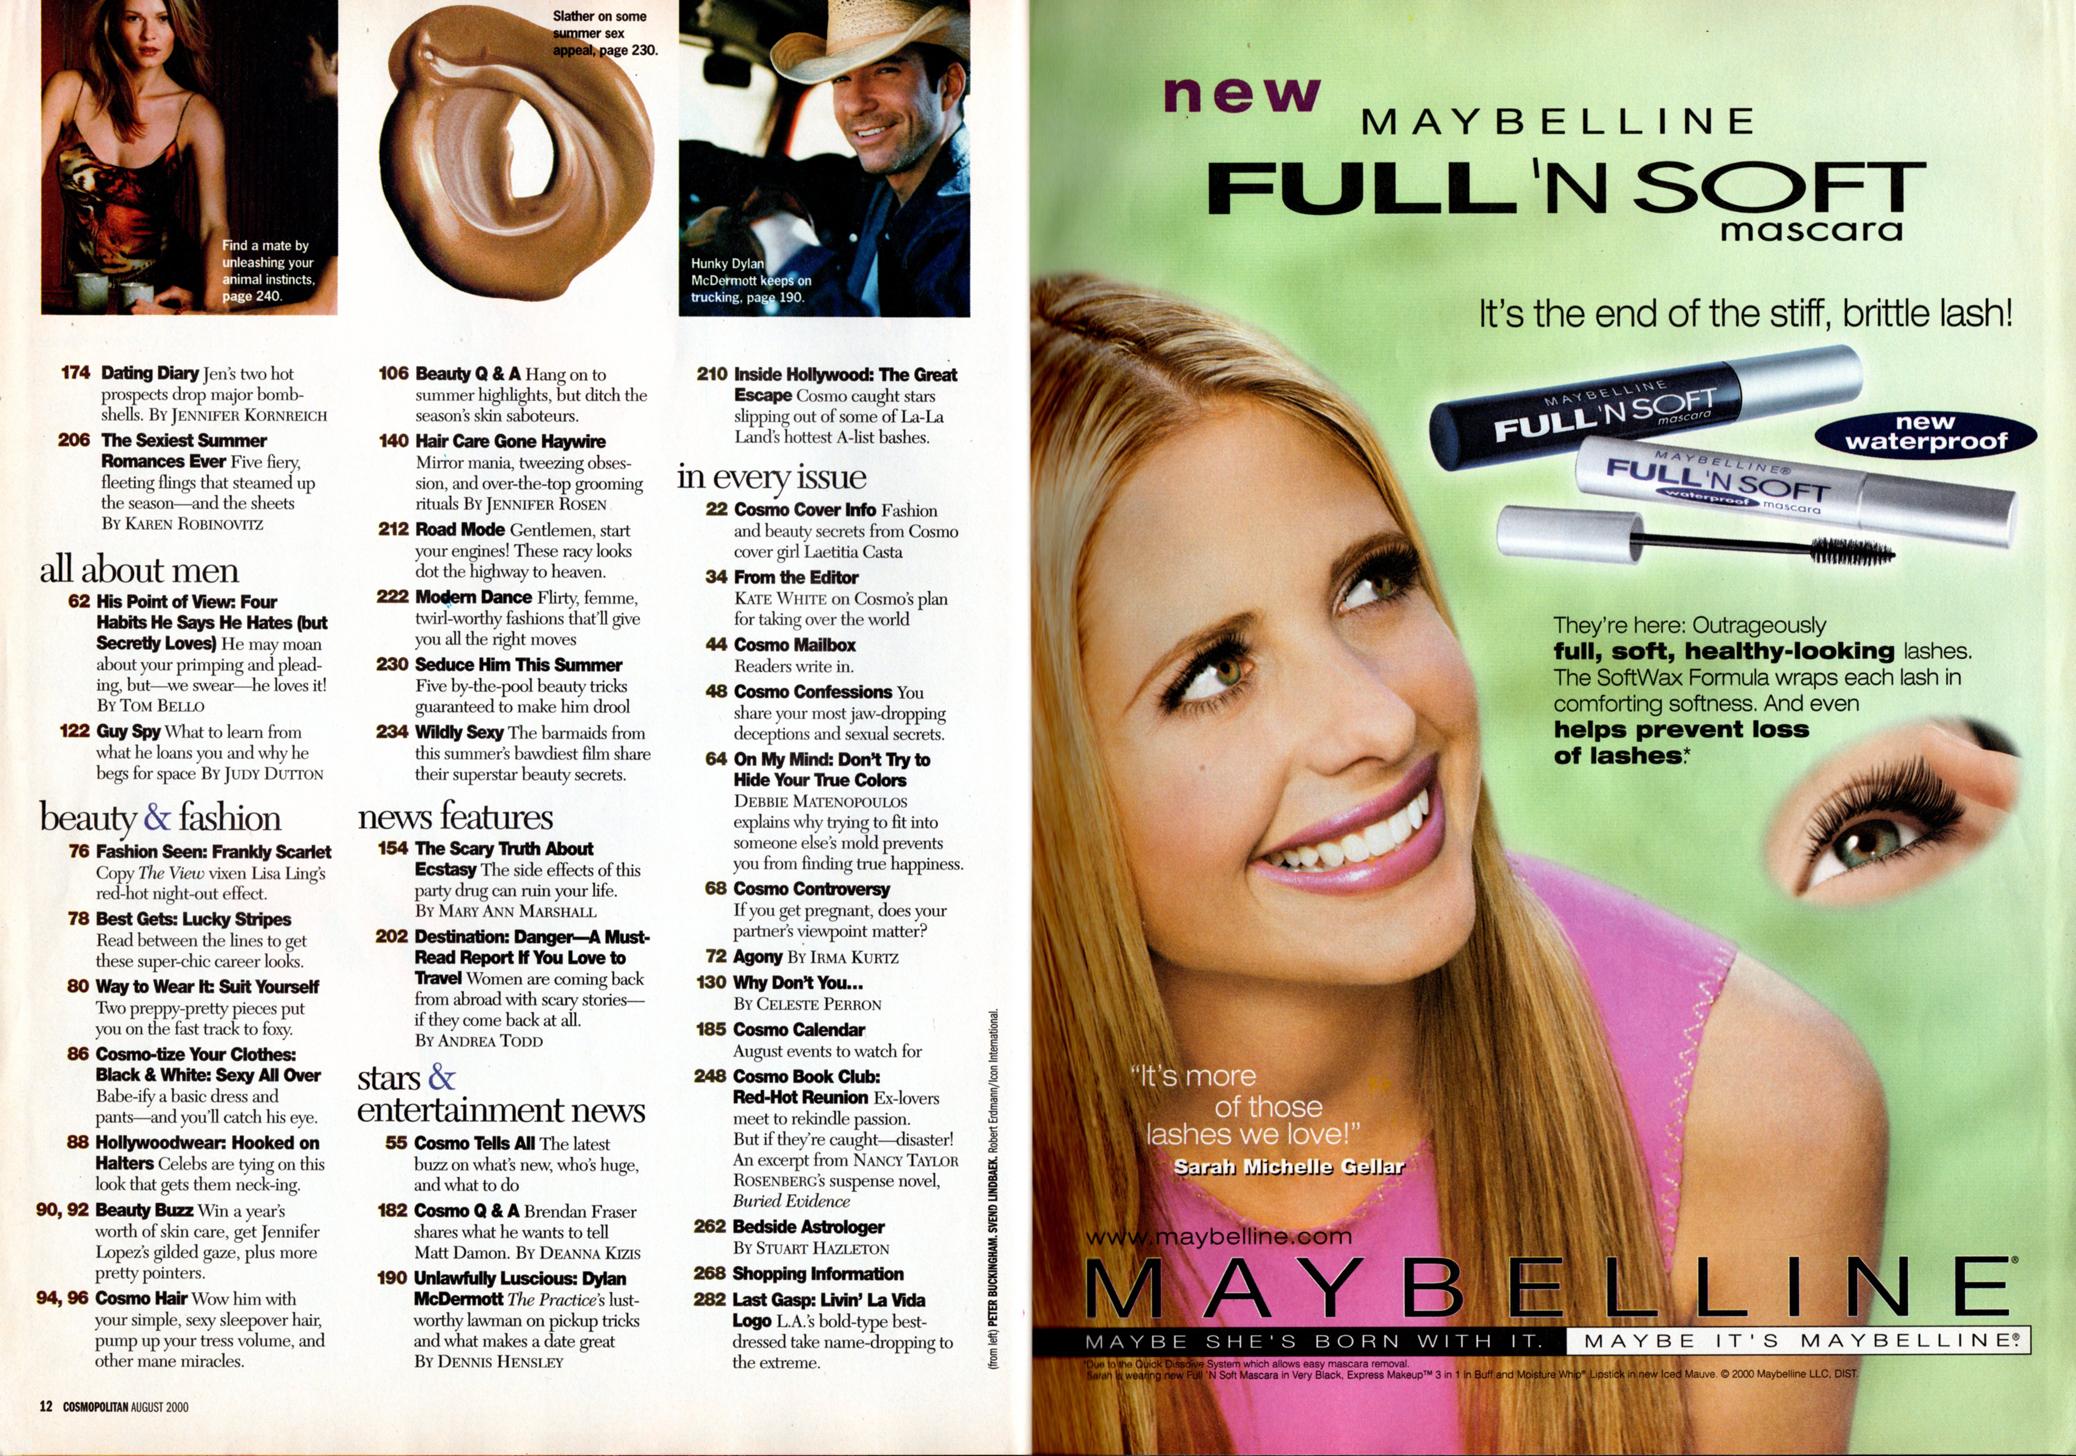 Find a mate by
unleashing your
animal instincts,
page 240.
Slather on some
summer sex
appeal, page 230.
Hunky Dylan
McDermott keeps on
trucking, page 190.
174 Dating Diary Jen's two hot
prospects drop major bomb-
shells. BY JENNIFER KORNREICH
206 The Sexiest Summer
Romances Ever Five fiery,
fleeting flings that steamed up
the season—and the sheets
BY KAREN ROBINOVITZ
all about men
62 His Point of View: Four
Habits He Says He Hates (but
Secretly Loves) He may moan
about your primping and plead-
ing, but—we swear—he loves it!
BY TOM BELLO
122 Guy Spy What to learn from
what he loans you and why he
begs for space BY JUDY DUTTON
beauty & fashion
76 Fashion Seen: Frankly Scarlet
Copy The View vixen Lisa Ling's
red-hot night-out effect.
78 Best Gets: Lucky Stripes
Read between the lines to get
these super-chic career looks.
80 Way to Wear It: Suit Yourself
Two preppy-pretty pieces put
you on the fast track to foxy.
86 Cosmo-tize Your Clothes:
Black & White: Sexy All Over
Babe-ify a basic dress and
pants—and you'll catch his eye.
88 Hollywoodwear: Hooked on
Halters Celebs are tying on this
look that gets them neck-ing.
90, 92 Beauty Buzz Win a year's
worth of skin care, get Jennifer
Lopez's gilded gaze, plus more
pretty pointers.
94, 96 Cosmo Hair Wow him with
your simple, sexy sleepover hair,
pump up your tress volume, and
other mane miracles.
106 Beauty Q & A Hang on to
summer highlights, but ditch the
season's skin saboteurs.
140 Hair Care Gone Haywire
Mirror mania, tweezing obses-
sion, and over-the-top grooming
rituals BY JENNIFER ROSEN
212 Road Mode Gentlemen, start
your engines! These racy looks
dot the highway to heaven.
222 Modern Dance Flirty, femme,
twirl-worthy fashions that'll give
you all the right moves
230 Seduce Him This Summer
Five by-the-pool beauty tricks
guaranteed to make him drool
234 Wildly Sexy The barmaids from
this summer's bawdiest film share
their superstar beauty secrets.
news features
154 The Scary Truth About
Ecstasy The side effects of this
party drug can ruin your life.
BY MARY ANN MARSHALL
202 Destination: Danger—A Must-
Read Report If You Love to
Travel Women are coming back
from abroad with scary stories—
if they come back at all.
BY ANDREA TODD
stars &
entertainment news
55 Cosmo Tells All The latest
buzz on what's new, who's huge,
and what to do
182 Cosmo Q & A Brendan Fraser
shares what he wants to tell
Matt Damon. BY DEANNA KIZIS
190 Unlawfully Luscious: Dylan
McDermott The Practice's lust-
worthy lawman on pickup tricks
and what makes a date great
BY DENNIS HENSLEY
210 Inside Hollywood: The Great
Escape Cosmo caught stars
slipping out of some of La-La
Land's hottest A-list bashes.
in every issue
22 Cosmo Cover Info Fashion
and beauty secrets from Cosmo
cover girl Laetitia Casta
34 From the Editor
KATE WHITE on Cosmo's plan
for taking over the world
44 Cosmo Mailbox
Readers write in.
48 Cosmo Confessions You
share your most jaw-dropping
deceptions and sexual secrets.
64 On My Mind: Don't Try to
Hide Your True Colors
DEBBIE MATENOPOULOS
explains why trying to fit into
someone else's mold prevents
you from finding true happiness.
68 Cosmo Controversy
If you get pregnant, does your
partner's viewpoint matter?
72 Agony BY IRMA KURTZ
130 Why Don't You...
BY CELESTE PERRON
185 Cosmo Calendar
August events to watch for
248 Cosmo Book Club:
Red-Hot Reunion Ex-lovers
meet to rekindle passion.
But if they're caught—disaster!
An excerpt from NANCY TAYLOR
ROSENBERG's suspense novel,
Buried Evidence
262 Bedside Astrologer
BY STUART HAZLETON
268 Shopping Information
282 Last Gasp: Livin' La Vida
Logo L.A.'s bold-type best-
dressed take name-dropping to
the extreme.
(from left) PETER BUCKINGHAM. SVEND LINDBAEK. Robert Erdmann/Icon International.
12 COSMOPOLITAN AUGUST 2000
new
MAYBELLINE
FULL 'N SOFT
mascara
It's the end of the stiff, brittle lash!
MAYBELLINE
FULL 'N SOFT
mascara
new
waterproof
MAYBELLINE®
FULL 'N SOFT
waterproof mascara
They're here: Outrageously
full, soft, healthy-looking lashes.
The SoftWax Formula wraps each lash in
comforting softness. And even
helps prevent loss
of lashes.*
"It's more
of those
lashes we love!"
Sarah Michelle Gellar
www.maybelline.com
MAYBELLINE®
MAYBE SHE'S BORN WITH IT. MAYBE IT'S MAYBELLINE.®
*Due to the Quick Dissolve System which allows easy mascara removal.
Sarah is wearing new Full 'N Soft Mascara in Very Black, Express Makeup™ 3 in 1 in Buff and Moisture Whip® Lipstick in new Iced Mauve. © 2000 Maybelline LLC, DIST.